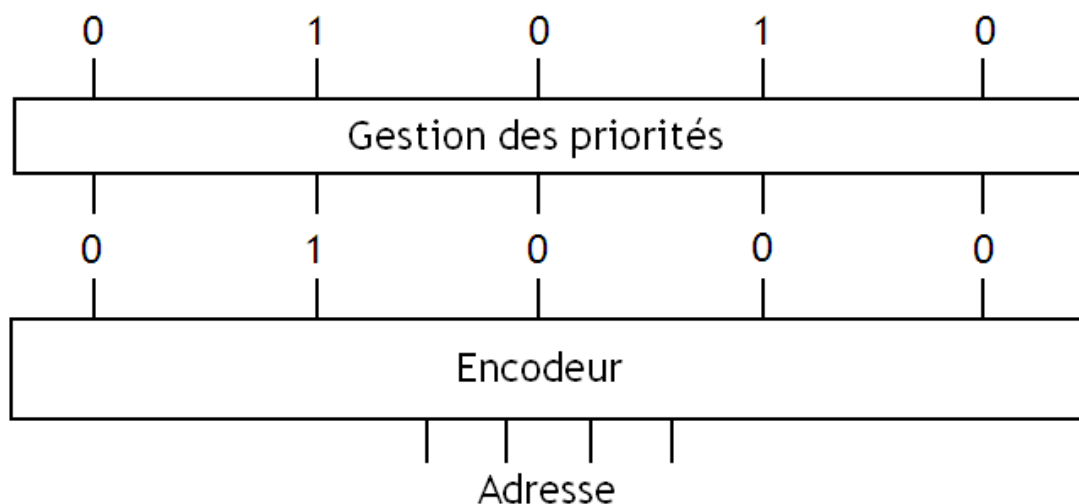 0 1 0 1 0
Gestion des priorités
0 1 0 0 0
Encodeur
Adresse